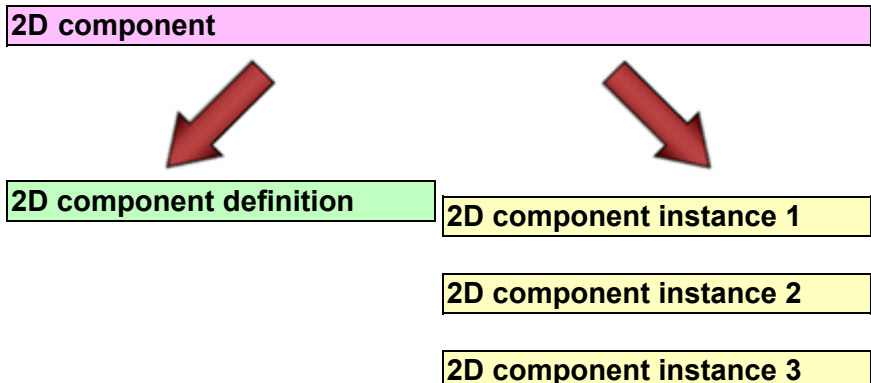 2D component
2D component definition
2D component instance 1
2D component instance 2
2D component instance 3